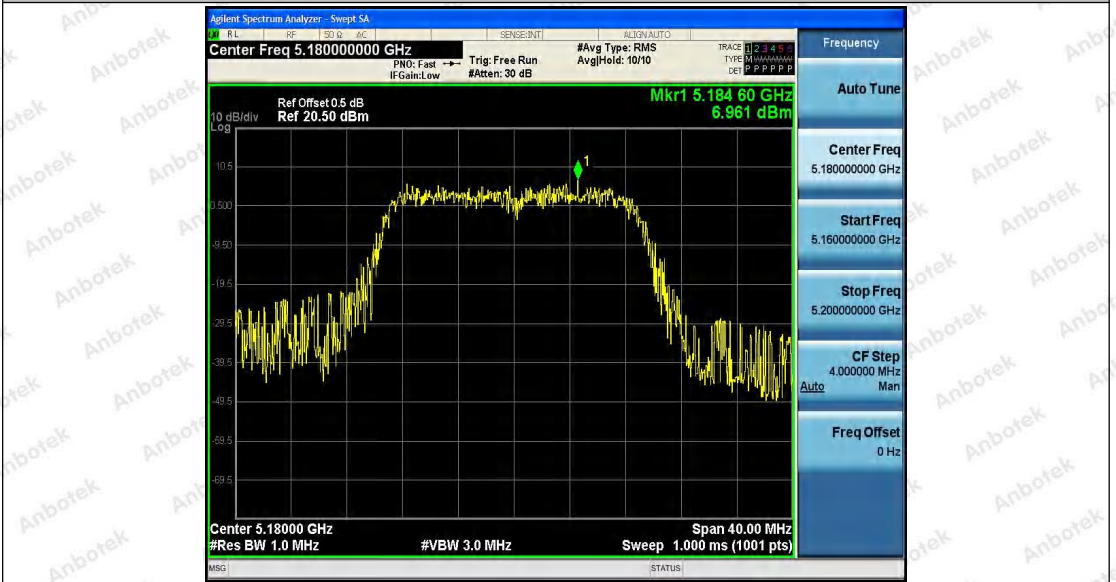 Agilent Spectrum Analyzer - Swept SA
RL RF 50 Ω AC SENSE:INT ALIGNAUTO
Center Freq 5.180000000 GHz
PNO: Fast
IFGain:Low
Trig: Free Run
#Atten: 30 dB
#Avg Type: RMS
Avg|Hold: 10/10
TRACE 1 2 3 4 5 6
TYPE M
DET P P P P P P
Mkr1 5.184 60 GHz
6.961 dBm
Ref Offset 0.5 dB
10 dB/div Ref 20.50 dBm
Log
10.5
0.500
-9.50
-19.5
-29.5
-39.5
-49.5
-59.5
-69.5
1
Center 5.18000 GHz Span 40.00 MHz
#Res BW 1.0 MHz #VBW 3.0 MHz Sweep 1.000 ms (1001 pts)
MSG STATUS
Frequency
Auto Tune
Center Freq
5.180000000 GHz
Start Freq
5.160000000 GHz
Stop Freq
5.200000000 GHz
CF Step
4.000000 MHz
Auto Man
Freq Offset
0 Hz
Anbotek